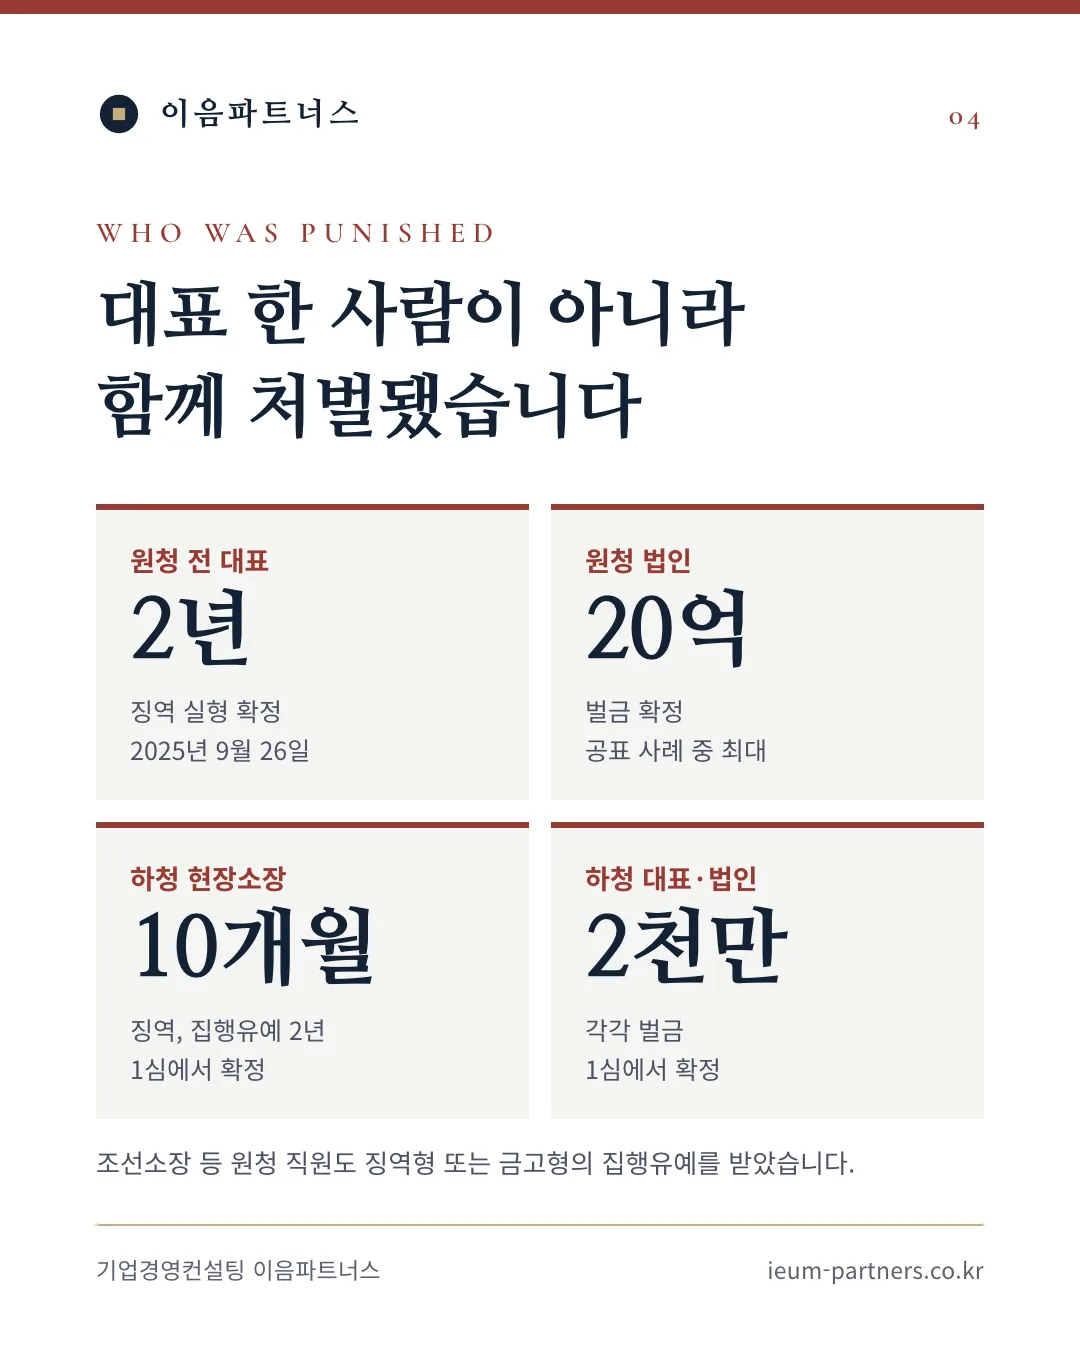 이음파트너스
04
WHO WAS PUNISHED
대표 한 사람이 아니라
함께 처벌됐습니다
원청 전 대표
2년
징역 실형 확정
2025년 9월 26일
원청 법인
20억
벌금 확정
공표 사례 중 최대
하청 현장소장
10개월
징역, 집행유예 2년
1심에서 확정
하청 대표·법인
2천만
각각 벌금
1심에서 확정
조선소장 등 원청 직원도 징역형 또는 금고형의 집행유예를 받았습니다.
기업경영컨설팅 이음파트너스
ieum-partners.co.kr